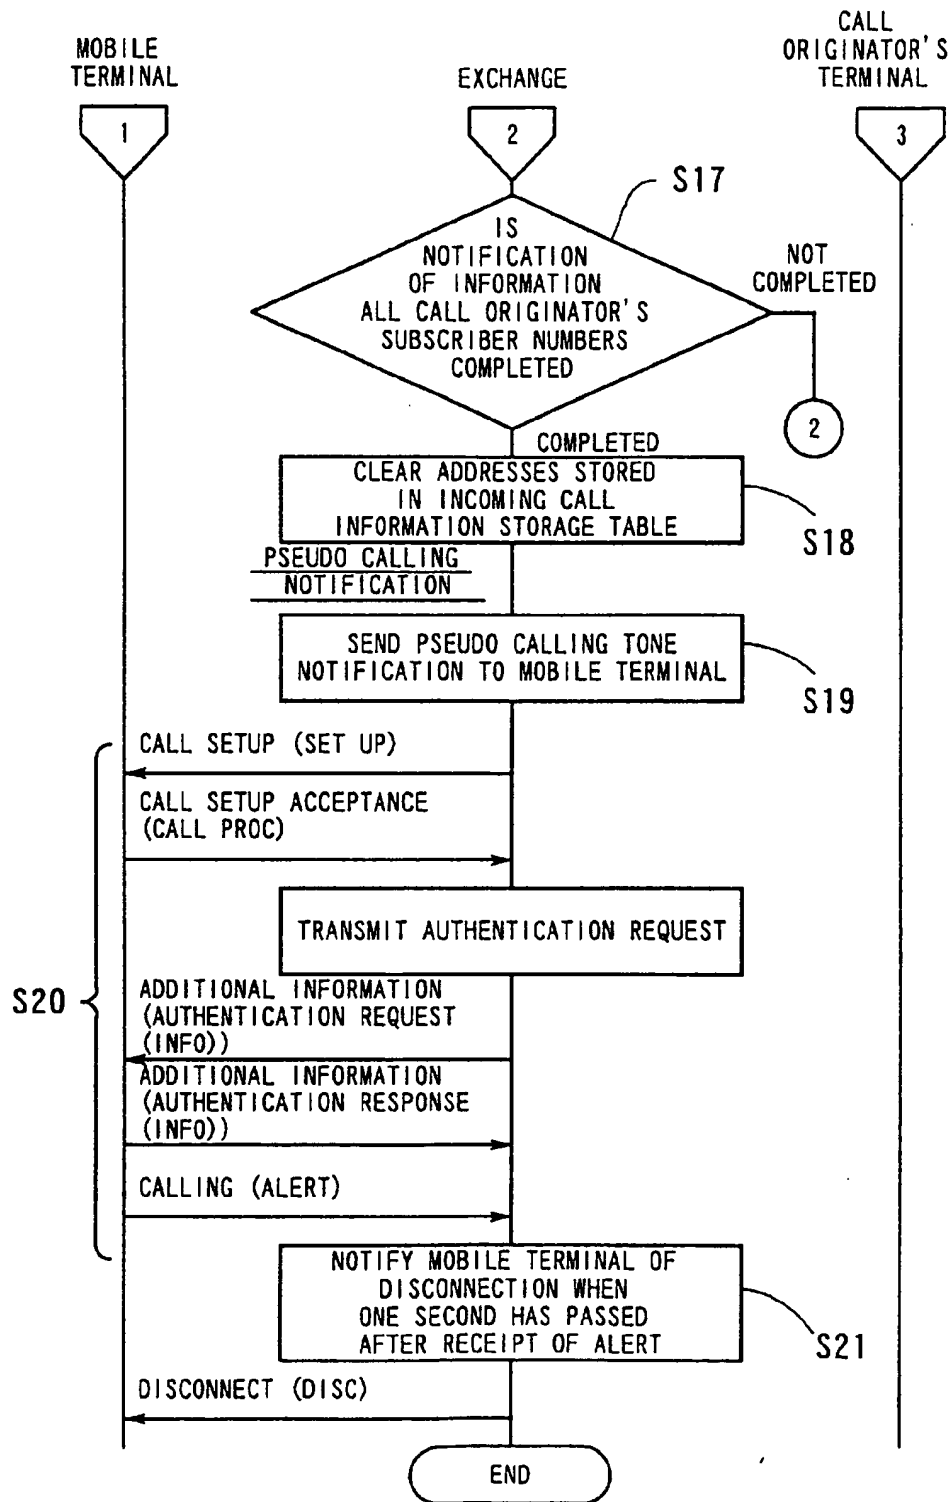 MOBILE
TERMINAL
EXCHANGE
CALL
ORIGINATOR'S
TERMINAL
1
2
3
S17
IS
NOTIFICATION
OF INFORMATION
ALL CALL ORIGINATOR'S
SUBSCRIBER NUMBERS
COMPLETED
NOT
COMPLETED
2
COMPLETED
CLEAR ADDRESSES STORED
IN INCOMING CALL
INFORMATION STORAGE TABLE
S18
PSEUDO CALLING
NOTIFICATION
SEND PSEUDO CALLING TONE
NOTIFICATION TO MOBILE TERMINAL
S19
CALL SETUP (SET UP)
CALL SETUP ACCEPTANCE
(CALL PROC)
TRANSMIT AUTHENTICATION REQUEST
S20
ADDITIONAL INFORMATION
(AUTHENTICATION REQUEST
(INFO))
ADDITIONAL INFORMATION
(AUTHENTICATION RESPONSE
(INFO))
CALLING (ALERT)
NOTIFY MOBILE TERMINAL OF
DISCONNECTION WHEN
ONE SECOND HAS PASSED
AFTER RECEIPT OF ALERT
S21
DISCONNECT (DISC)
END